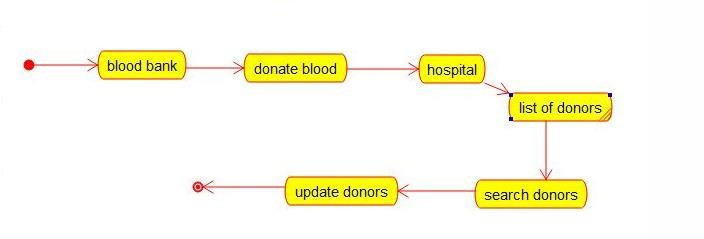 blood bank
donate blood
hospital
list of donors
search donors
update donors